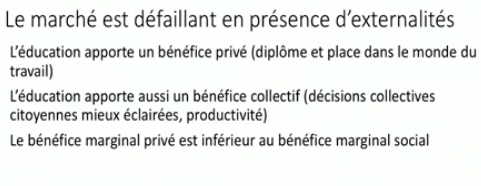 Le marché est défaillant en présence d'externalités
L'éducation apporte un bénéfice privé (diplôme et place dans le monde du
travail)
L'éducation apporte aussi un bénéfice collectif (décisions collectives
citoyennes mieux éclairées, productivité)
Le bénéfice marginal privé est inférieur au bénéfice marginal social